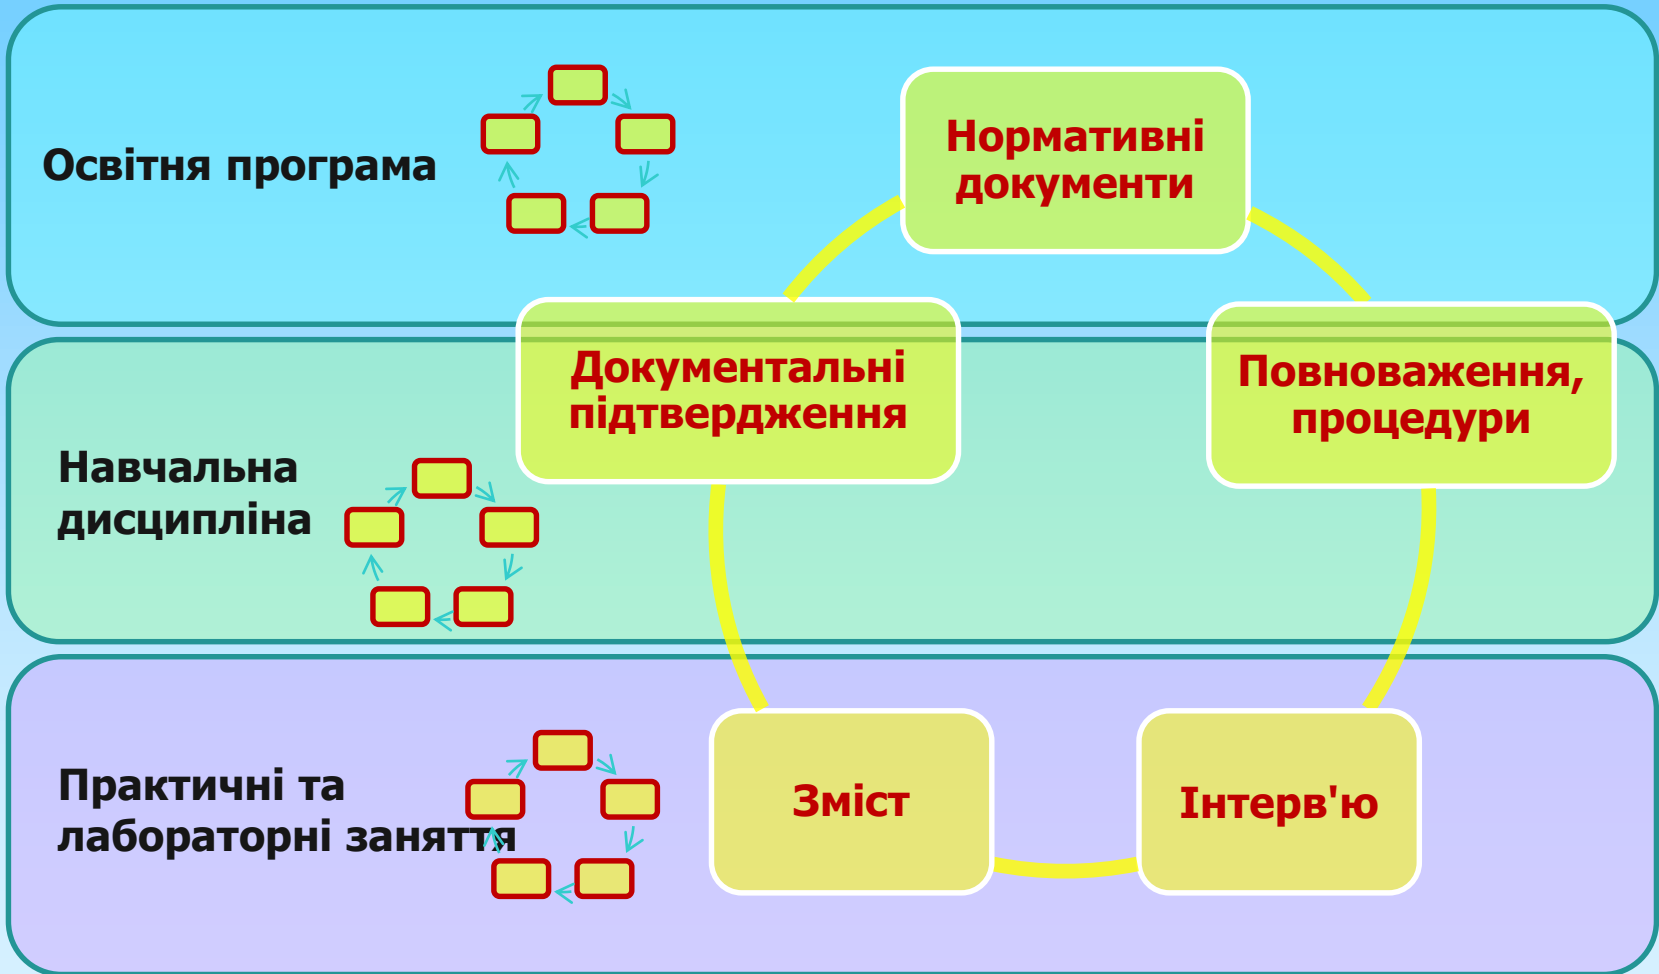 Освітня програма
Нормативні
документи
Документальні
підтвердження
Повноваження,
процедури
Навчальна
дисципліна
Практичні та
лабораторні заняття
Зміст
Інтерв'ю